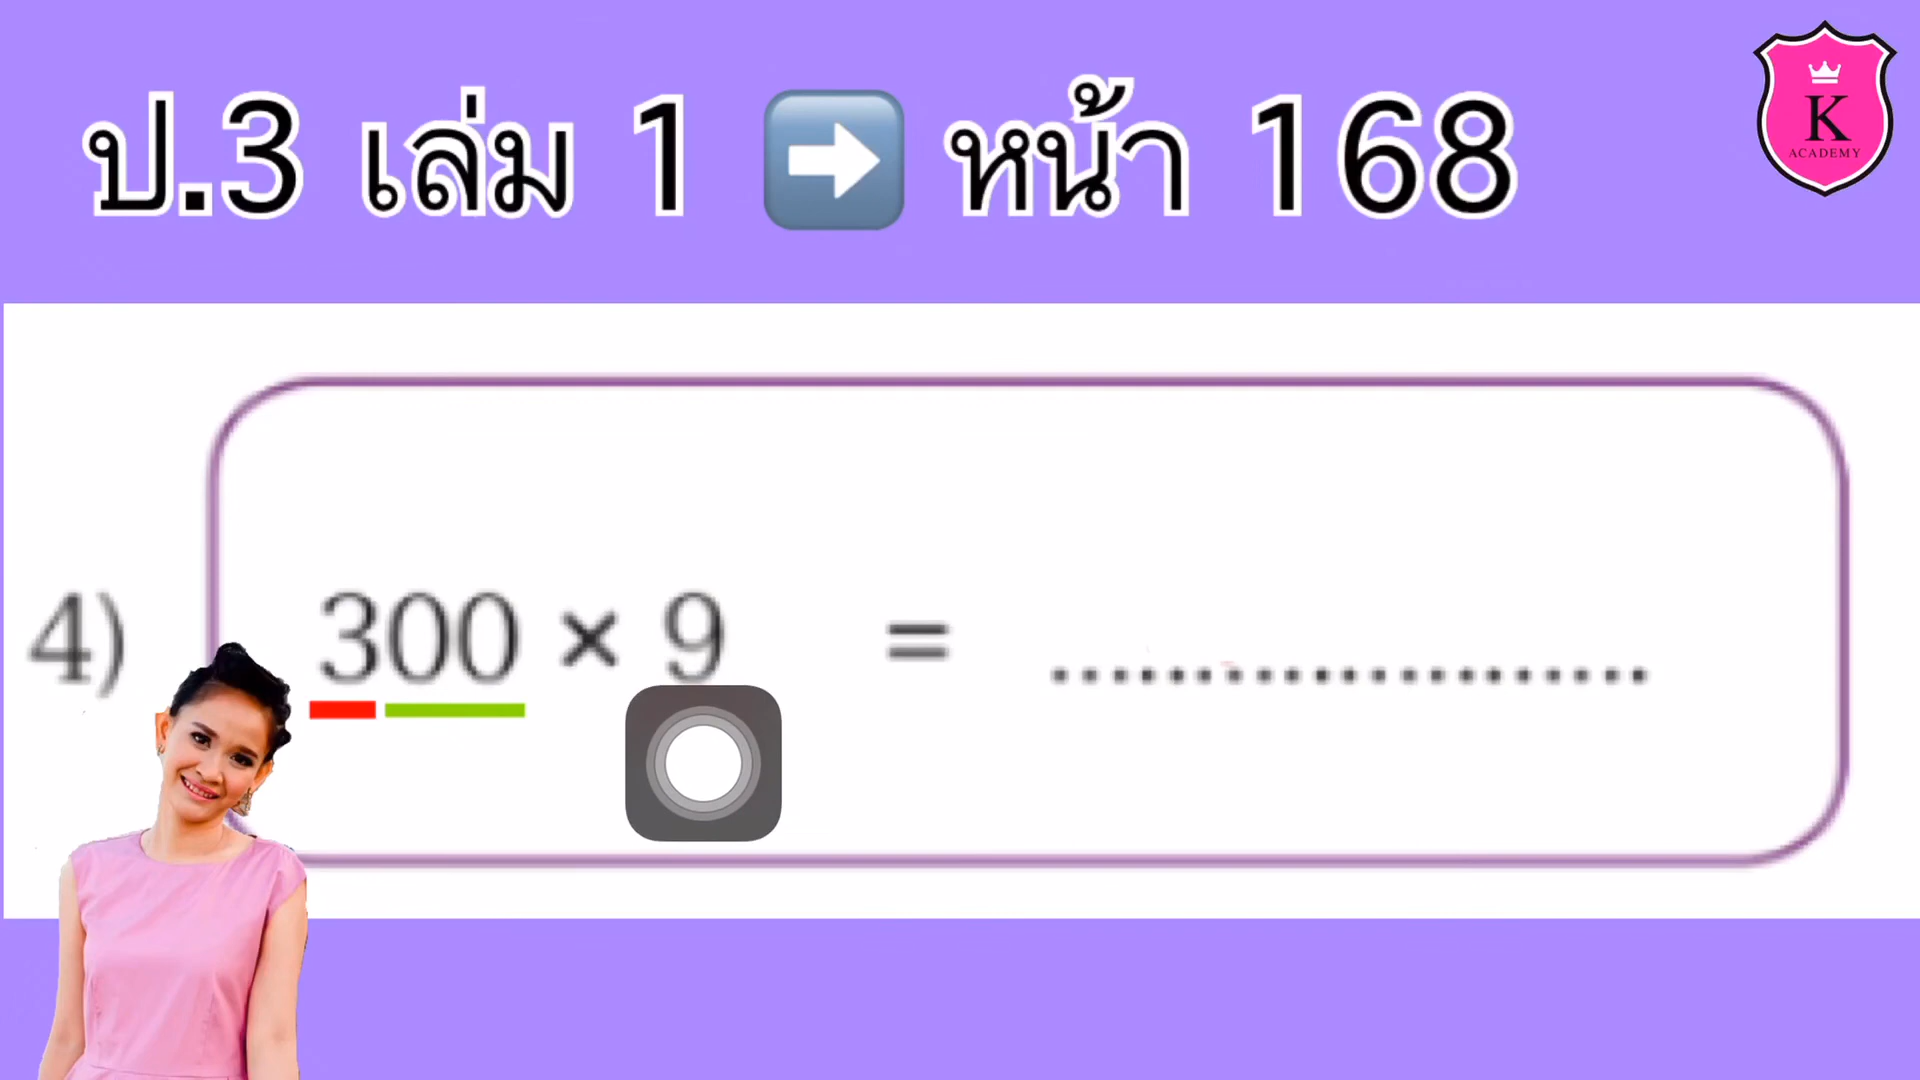 ป.3 เล่ม 1 ➡ หน้า 168
K
ACADEMY
4) 300 × 9 = ....................